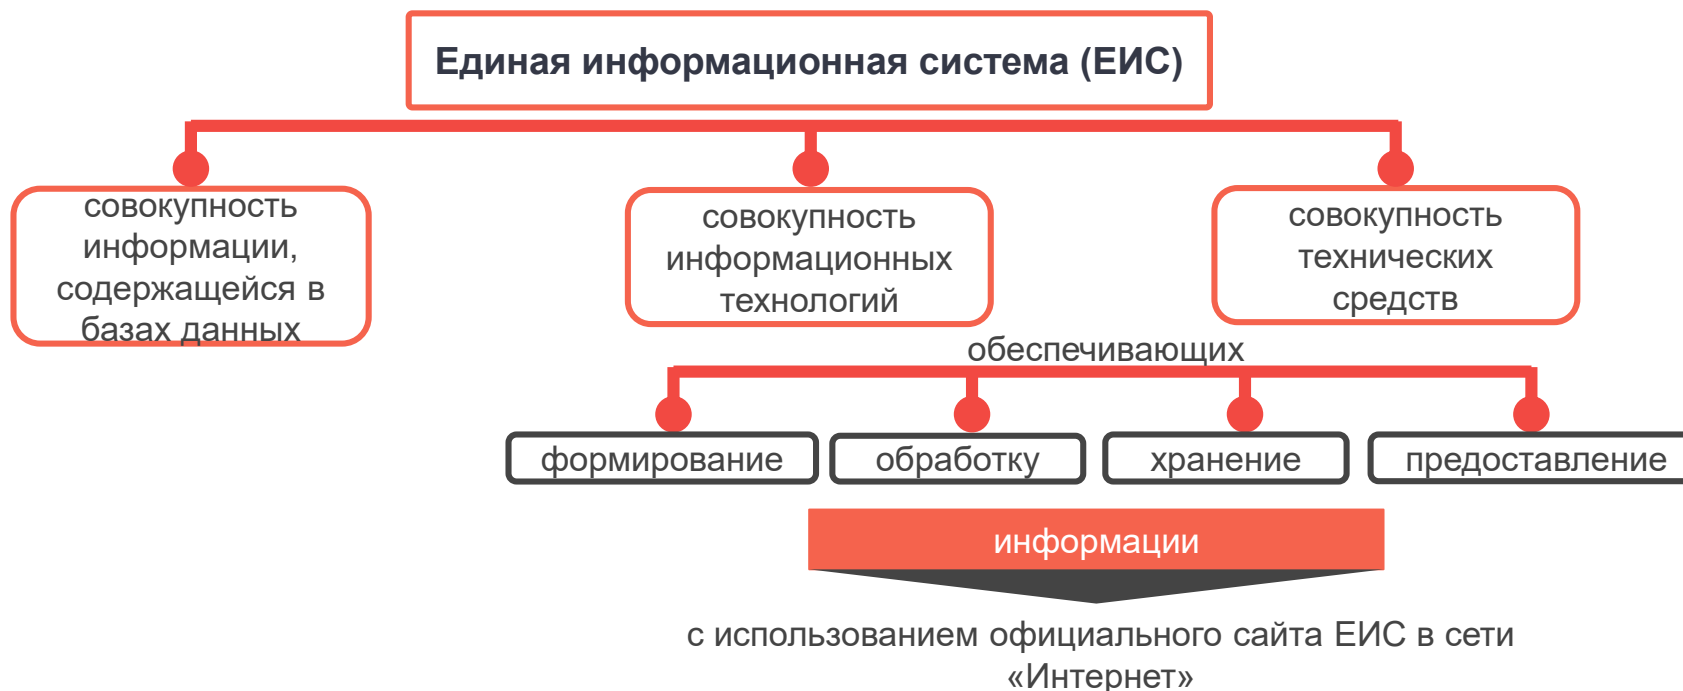 Единая информационная система (ЕИС)
совокупность
информации,
содержащейся в
базах данных
совокупность
информационных
технологий
совокупность
технических
средств
обеспечивающих
формирование
обработку
хранение
предоставление
информации
с использованием официального сайта ЕИС в сети
«Интернет»